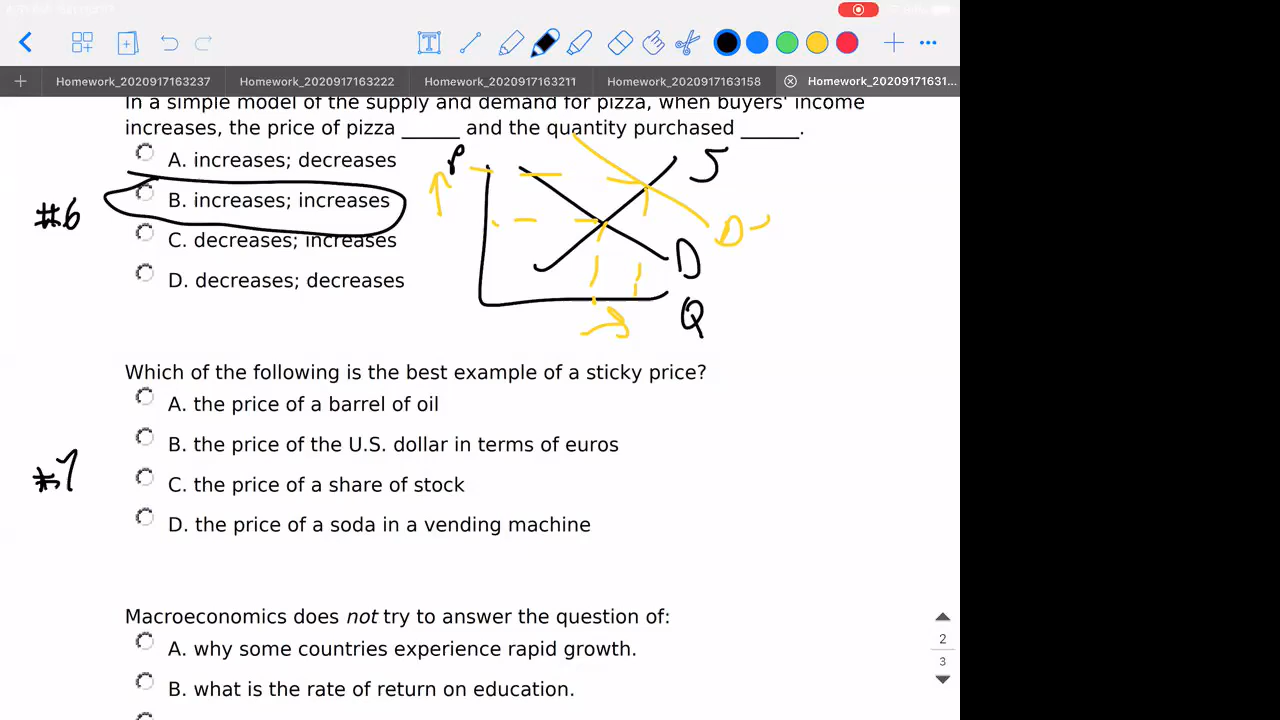 Homework_2020917163237
Homework_2020917163222
Homework_2020917163211
Homework_2020917163158
Homework_20209171631...
In a simple model of the supply and demand for pizza, when buyers' income
increases, the price of pizza _____ and the quantity purchased _____.
A. increases; decreases
B. increases; increases
C. decreases; increases
D. decreases; decreases
#6
P
S
D'
D
Q
Which of the following is the best example of a sticky price?
A. the price of a barrel of oil
B. the price of the U.S. dollar in terms of euros
C. the price of a share of stock
D. the price of a soda in a vending machine
#7
Macroeconomics does not try to answer the question of:
A. why some countries experience rapid growth.
B. what is the rate of return on education.
2
3